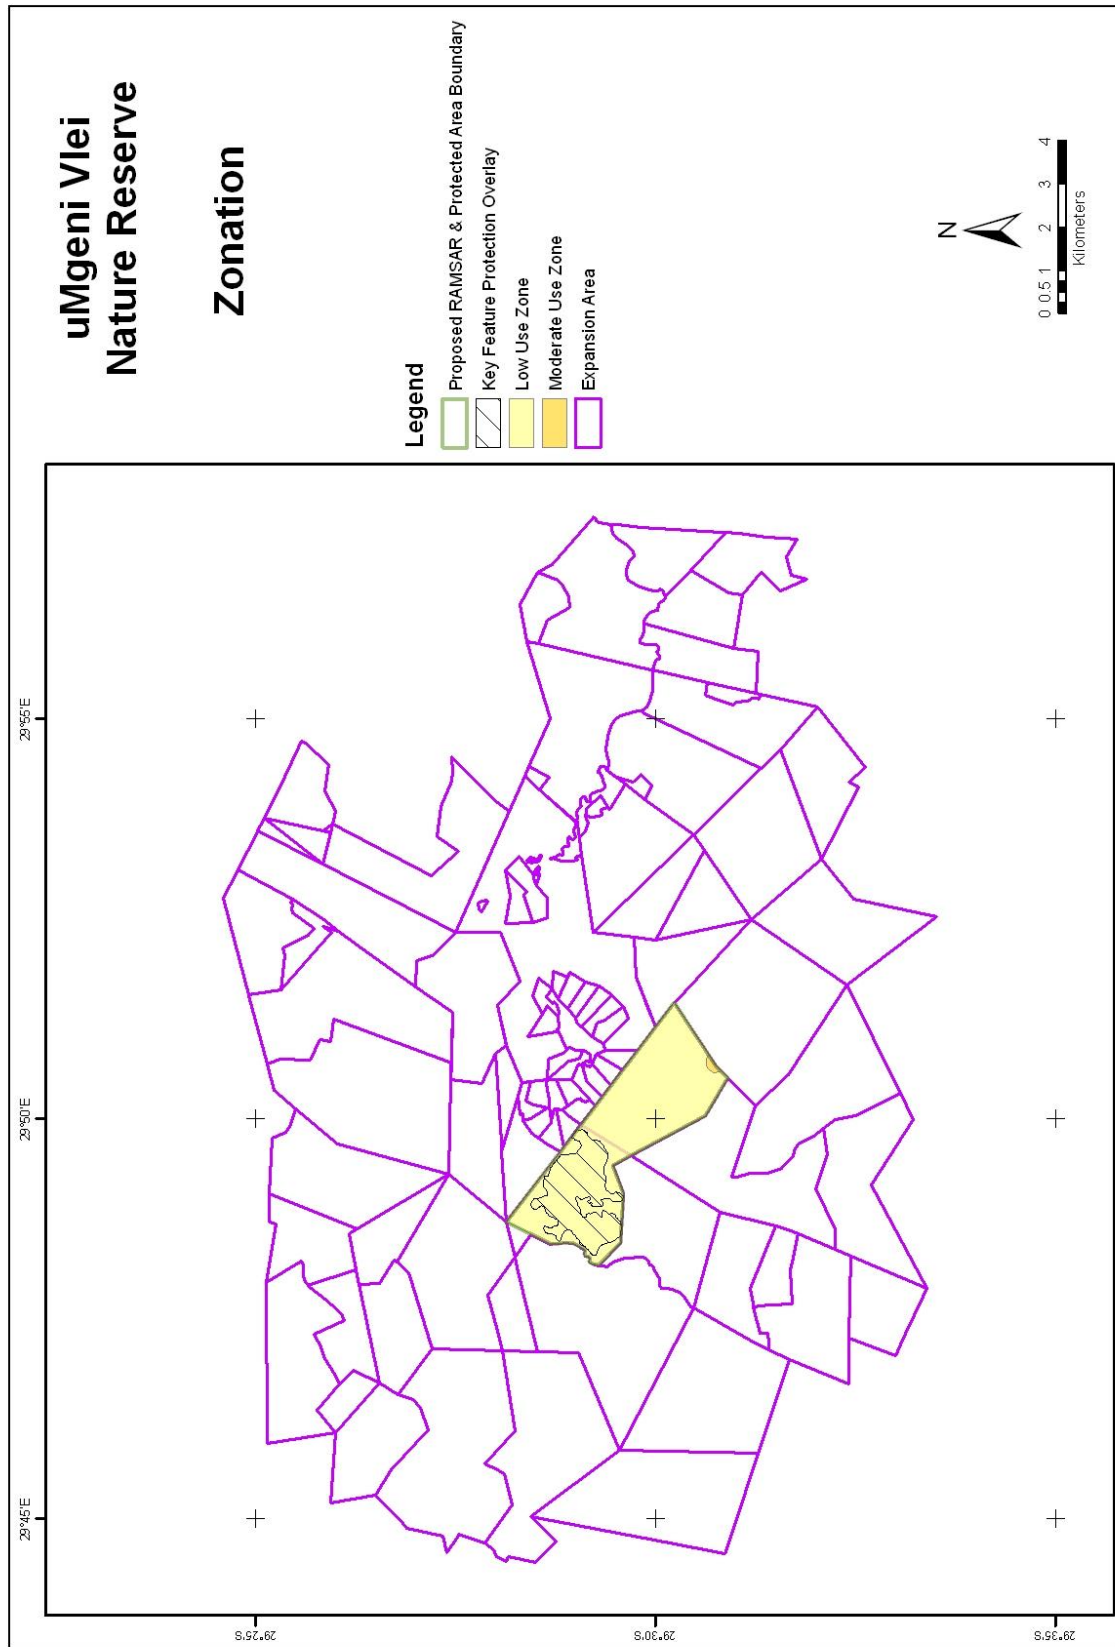 uMgeni Vlei
Nature Reserve
Zonation
Legend
Proposed RAMSAR & Protected Area Boundary
Key Feature Protection Overlay
Low Use Zone
Moderate Use Zone
Expansion Area
N
0 0.5 1 2 3 4
Kilometers
29°45'E
29°50'E
29°55'E
29°25'S
29°30'S
29°35'S